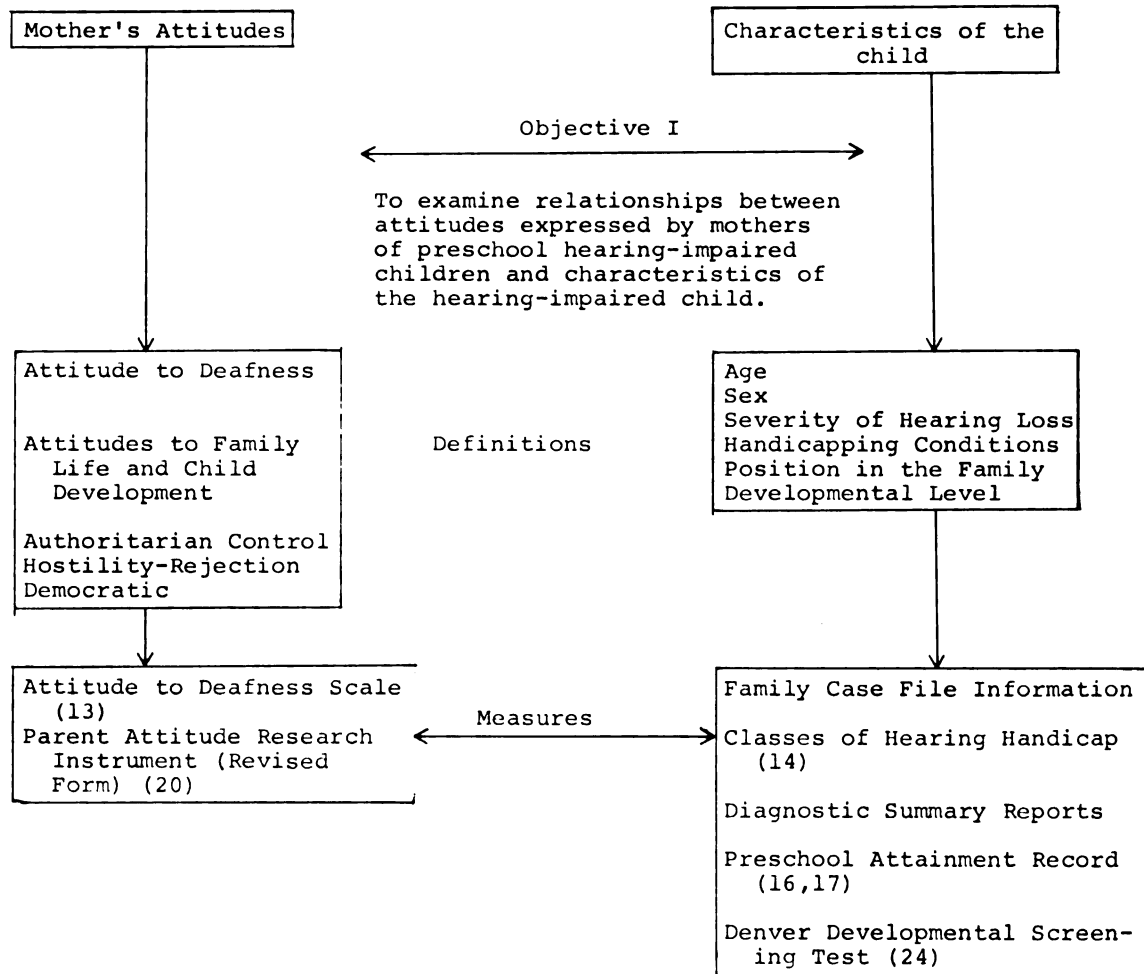 Mother's Attitudes
Characteristics of the
child
Objective I
To examine relationships between
attitudes expressed by mothers
of preschool hearing-impaired
children and characteristics of
the hearing-impaired child.
Attitude to Deafness
Attitudes to Family
Life and Child
Development
Authoritarian Control
Hostility-Rejection
Democratic
Definitions
Age
Sex
Severity of Hearing Loss
Handicapping Conditions
Position in the Family
Developmental Level
Attitude to Deafness Scale
(13)
Parent Attitude Research
Instrument (Revised
Form) (20)
Measures
Family Case File Information
Classes of Hearing Handicap
(14)
Diagnostic Summary Reports
Preschool Attainment Record
(16,17)
Denver Developmental Screen-
ing Test (24)